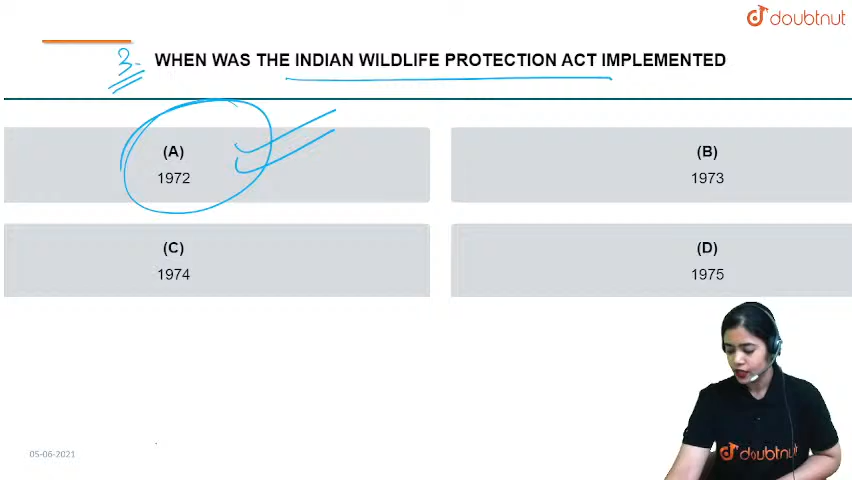 doubtnut
3.
WHEN WAS THE INDIAN WILDLIFE PROTECTION ACT IMPLEMENTED
(A)
1972
(B)
1973
(C)
1974
(D)
1975
doubtnut
05-06-2021